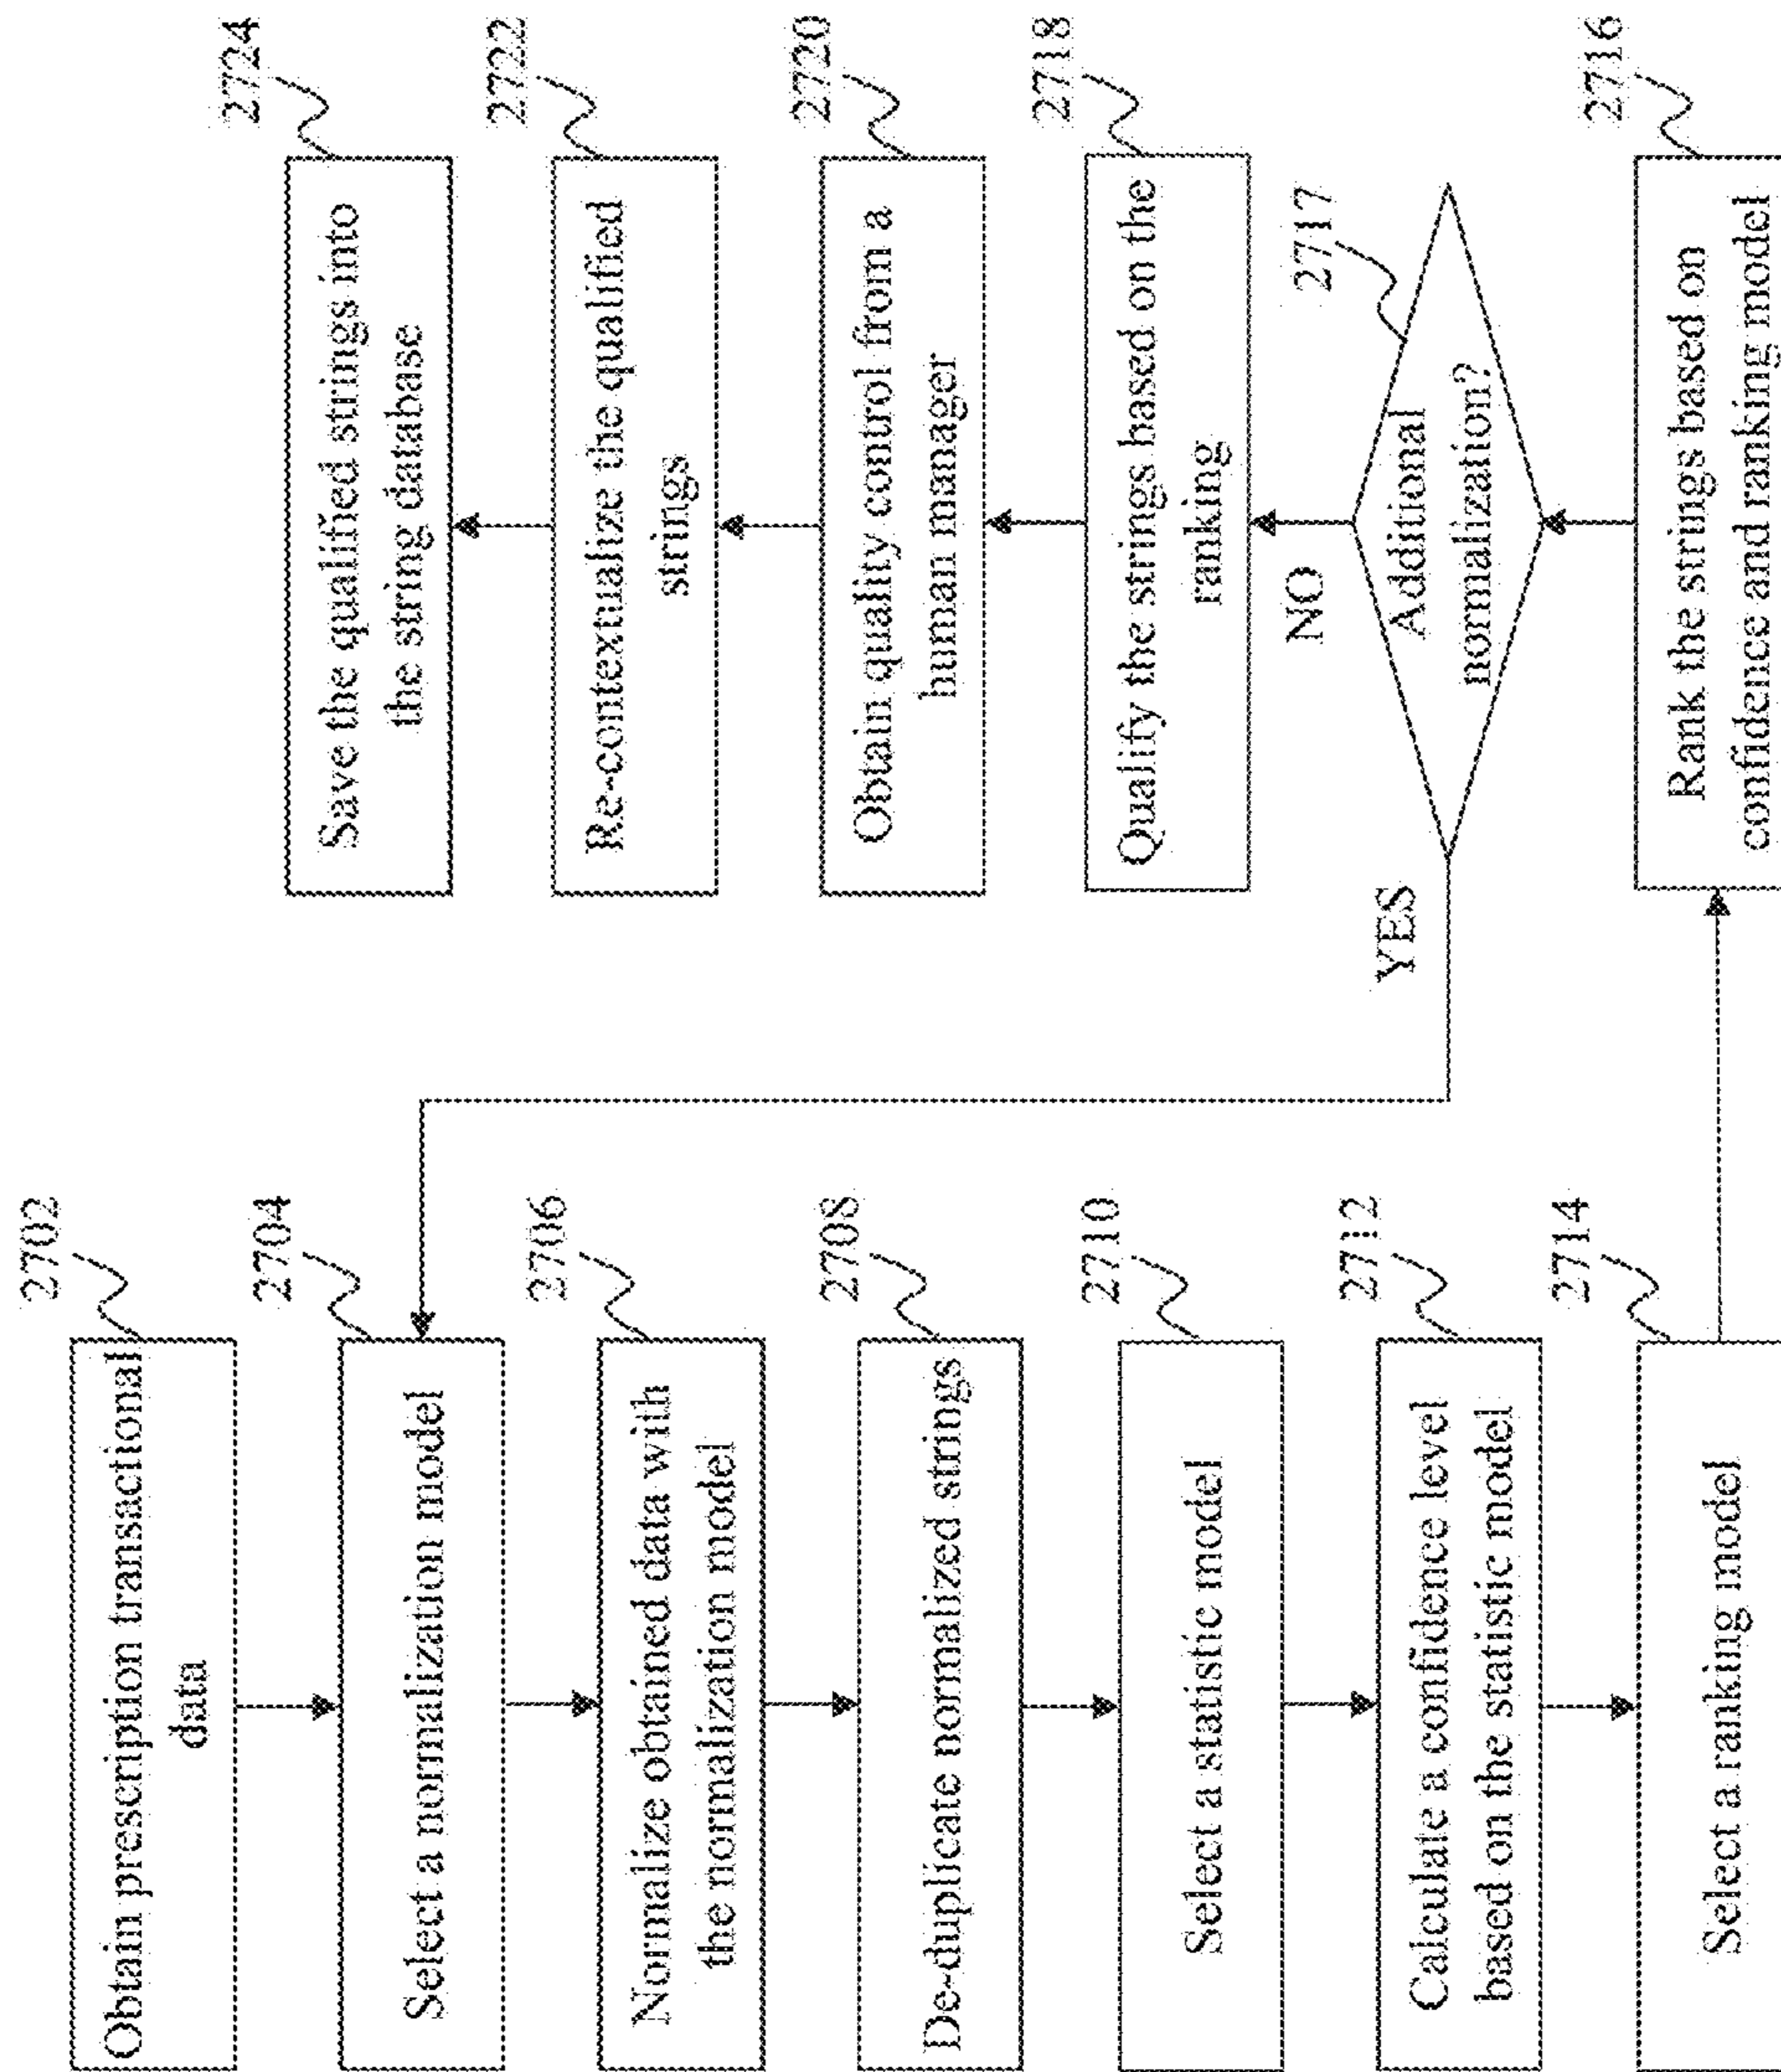 2702
Obtain prescription transactional
data
2704
Select a normalization model
2706
Normalize obtained data with
the normalization model
2708
De-duplicate normalized strings
2710
Select a statistic model
2712
Calculate a confidence level
based on the statistic model
2714
Select a ranking model
2716
Rank the strings based on
confidence and ranking model
2717
Additional
normalization?
YES
NO
2718
Qualify the strings based on the
ranking
2720
Obtain quality control from a
human manager
2722
Re-contextualize the qualified
strings
2724
Save the qualified strings into
the string database